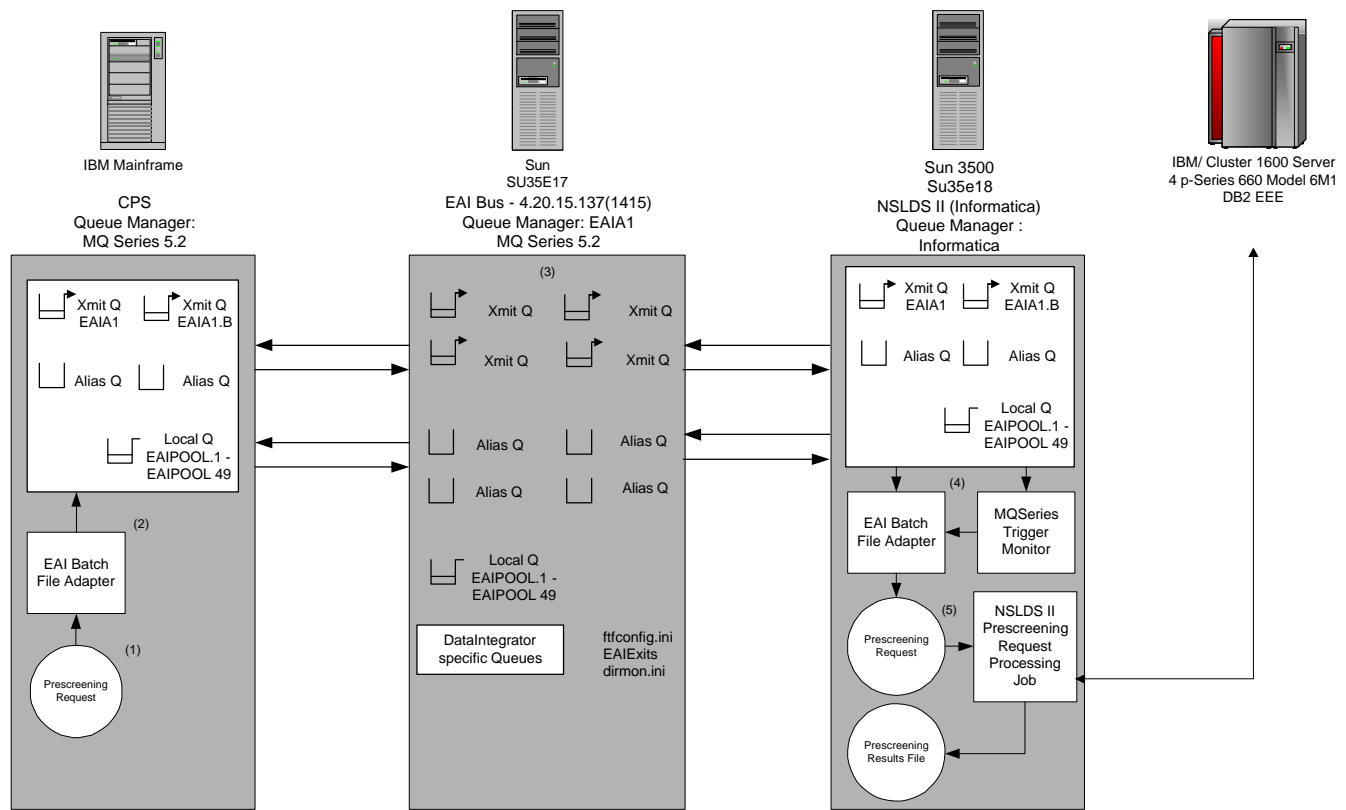 IBM Mainframe
CPS
Queue Manager:
MQ Series 5.2
Xmit Q
EAIA1
Xmit Q
EAIA1.B
Alias Q
Alias Q
Local Q
EAIPOOL.1 -
EAIPOOL 49
(2)
EAI Batch
File Adapter
(1)
Prescreening
Request
Sun
SU35E17
EAI Bus - 4.20.15.137(1415)
Queue Manager: EAIA1
MQ Series 5.2
(3)
Xmit Q
Xmit Q
Xmit Q
Xmit Q
Alias Q
Alias Q
Alias Q
Alias Q
Local Q
EAIPOOL.1 -
EAIPOOL 49
DataIntegrator
specific Queues
ftfconfig.ini
EAIExits
dirmon.ini
Sun 3500
Su35e18
NSLDS II (Informatica)
Queue Manager :
Informatica
Xmit Q
EAIA1
Xmit Q
EAIA1.B
Alias Q
Alias Q
Local Q
EAIPOOL.1 -
EAIPOOL 49
(4)
EAI Batch
File Adapter
MQSeries
Trigger
Monitor
(5)
Prescreening
Request
NSLDS II
Prescreening
Request
Processing
Job
Prescreening
Results File
IBM/ Cluster 1600 Server
4 p-Series 660 Model 6M1
DB2 EEE